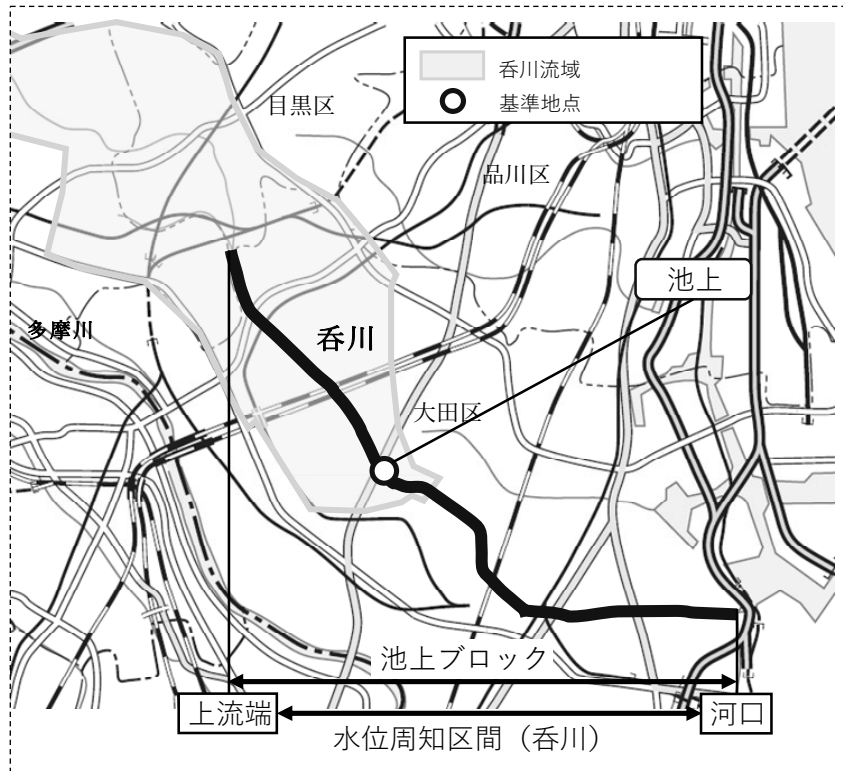 呑川流域
基準地点
目黒区
品川区
池上
多摩川
呑川
大田区
池上ブロック
上流端
河口
水位周知区間（呑川）